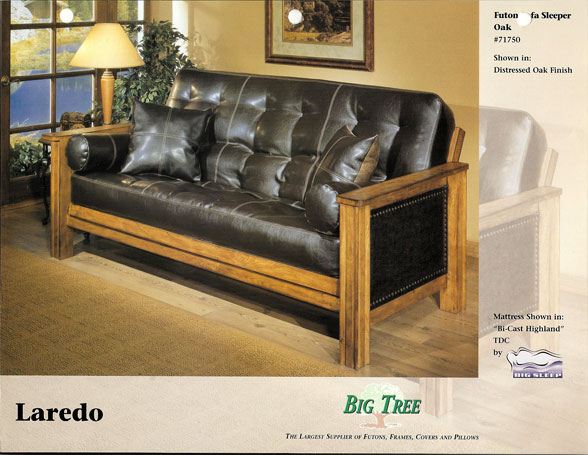 Futon Sofa Sleeper
Oak
#71750
Shown in:
Distressed Oak Finish
Mattress Shown in:
"Bi-Cast Highland"
TDC
by
BIG SLEEP
Laredo
BIG TREE
THE LARGEST SUPPLIER OF FUTONS, FRAMES, COVERS AND PILLOWS